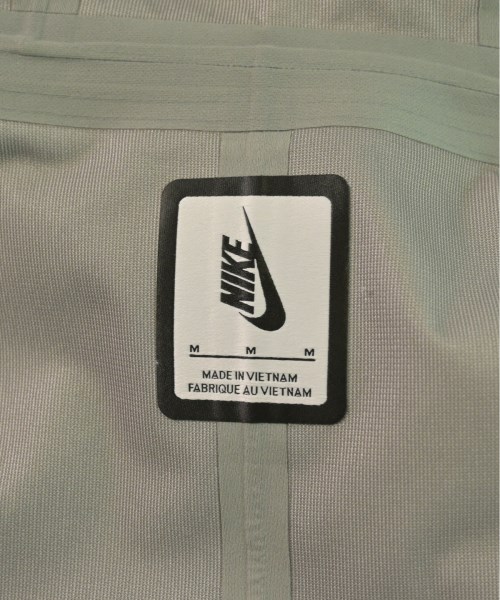 NIKE
M M M
MADE IN VIETNAM
FABRIQUE AU VIETNAM